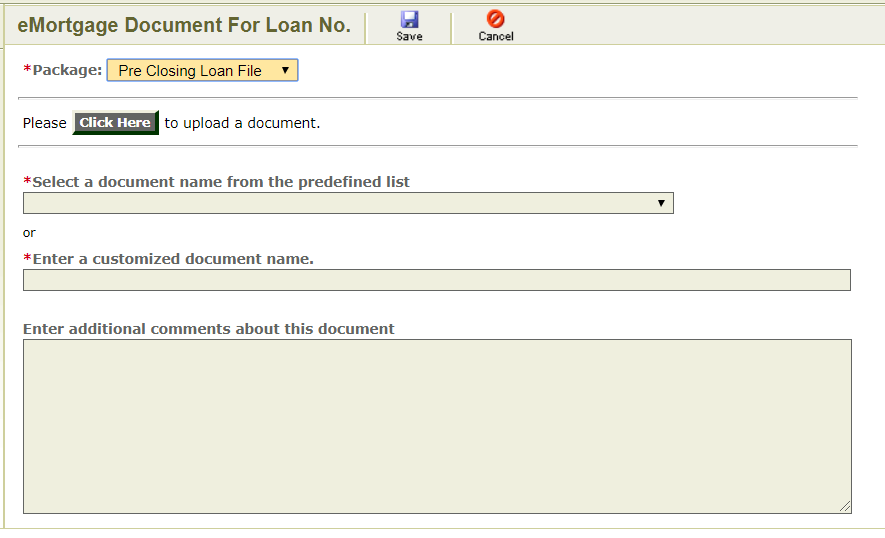 eMortgage Document For Loan No.
Save
Cancel
*Package: Pre Closing Loan File
Please Click Here to upload a document.
*Select a document name from the predefined list
or
*Enter a customized document name.
Enter additional comments about this document